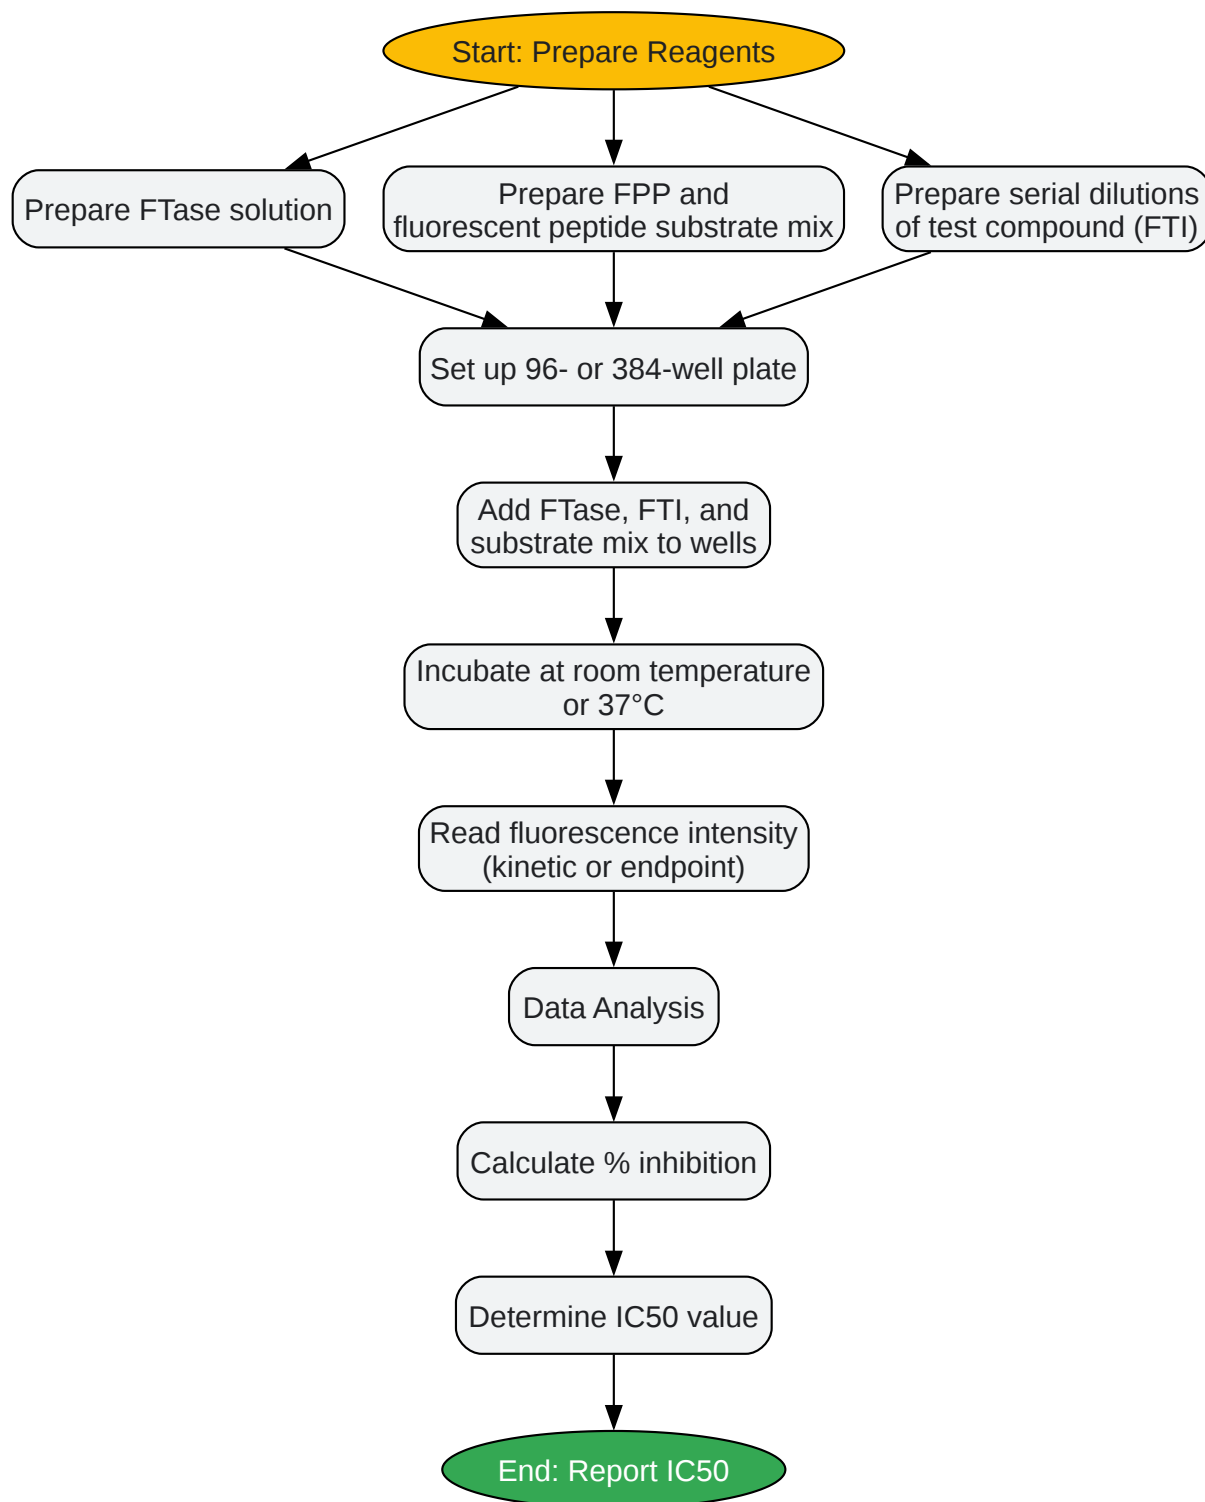 Start: Prepare Reagents
Prepare FTase solution
Prepare FPP and
fluorescent peptide substrate mix
Prepare serial dilutions
of test compound (FTI)
Set up 96- or 384-well plate
Add FTase, FTI, and
substrate mix to wells
Incubate at room temperature
or 37°C
Read fluorescence intensity
(kinetic or endpoint)
Data Analysis
Calculate % inhibition
Determine IC50 value
End: Report IC50